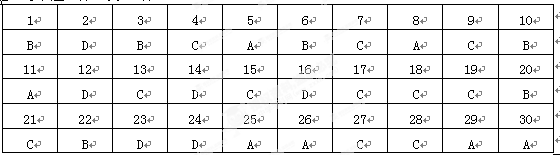 1 2 3 4 5 6 7 8 9 10
B D B C A B C A C B
11 12 13 14 15 16 17 18 19 20
A D C D C D C C C B
21 22 23 24 25 26 27 28 29 30
C B D D A A C C A A